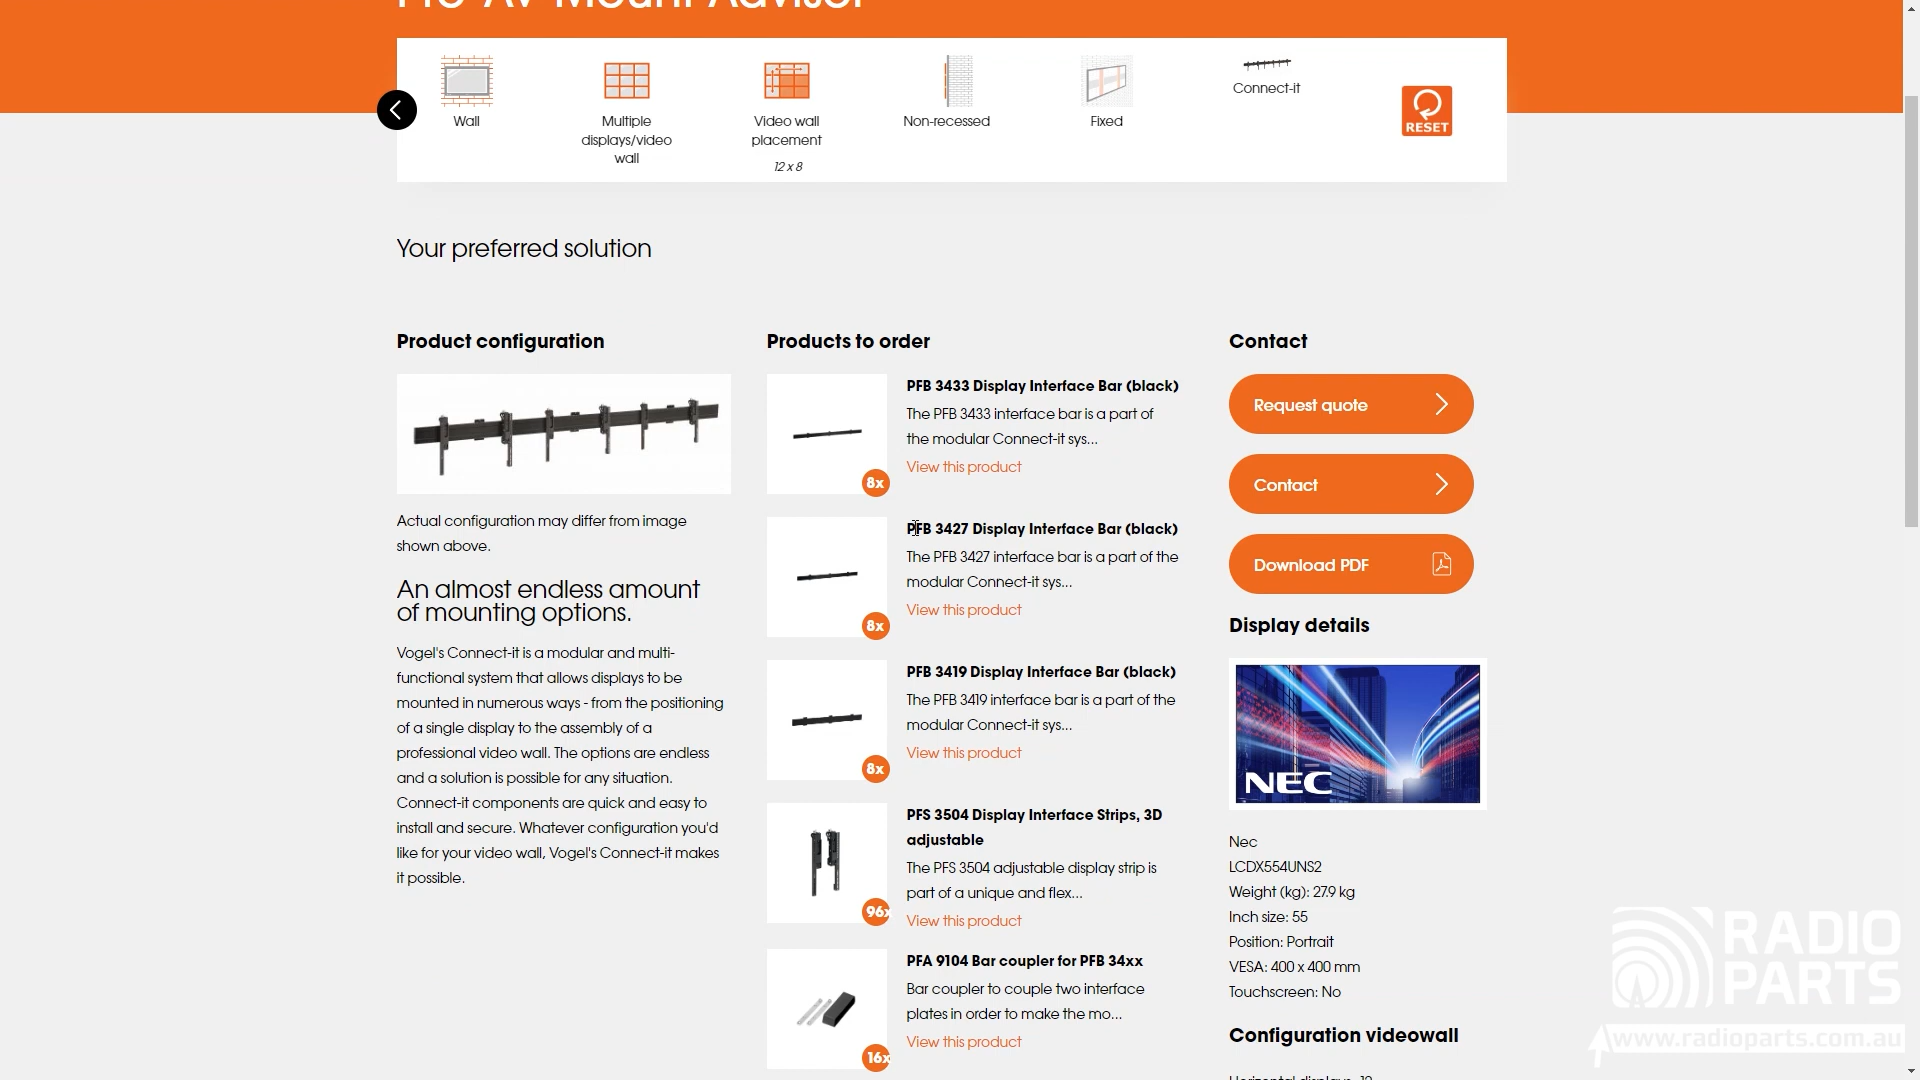 Pro AV Mount Advisor
Wall
Multiple
displays/video
wall
Video wall
placement
12 x 8
Non-recessed
Fixed
Connect-it
RESET
Your preferred solution
Product configuration
Actual configuration may differ from image
shown above.
An almost endless amount
of mounting options.
Vogel's Connect-it is a modular and multi-
functional system that allows displays to be
mounted in numerous ways - from the positioning
of a single display to the assembly of a
professional video wall. The options are endless
and a solution is possible for any situation.
Connect-it components are quick and easy to
install and secure. Whatever configuration you'd
like for your video wall, Vogel's Connect-it makes
it possible.
Products to order
PFB 3433 Display Interface Bar (black)
The PFB 3433 interface bar is a part of
the modular Connect-it sys...
View this product
8x
PFB 3427 Display Interface Bar (black)
The PFB 3427 interface bar is a part of the
modular Connect-it sys...
View this product
8x
PFB 3419 Display Interface Bar (black)
The PFB 3419 interface bar is a part of the
modular Connect-it sys...
View this product
8x
PFS 3504 Display Interface Strips, 3D
adjustable
The PFS 3504 adjustable display strip is
part of a unique and flex...
View this product
96x
PFA 9104 Bar coupler for PFB 34xx
Bar coupler to couple two interface
plates in order to make the mo...
View this product
16x
Contact
Request quote
Contact
Download PDF
Display details
NEC
Nec
LCDX554UNS2
Weight (kg): 27.9 kg
Inch size: 55
Position: Portrait
VESA: 400 x 400 mm
Touchscreen: No
Configuration videowall
Horizontal displays: 12
RADIO
PARTS
www.radioparts.com.au